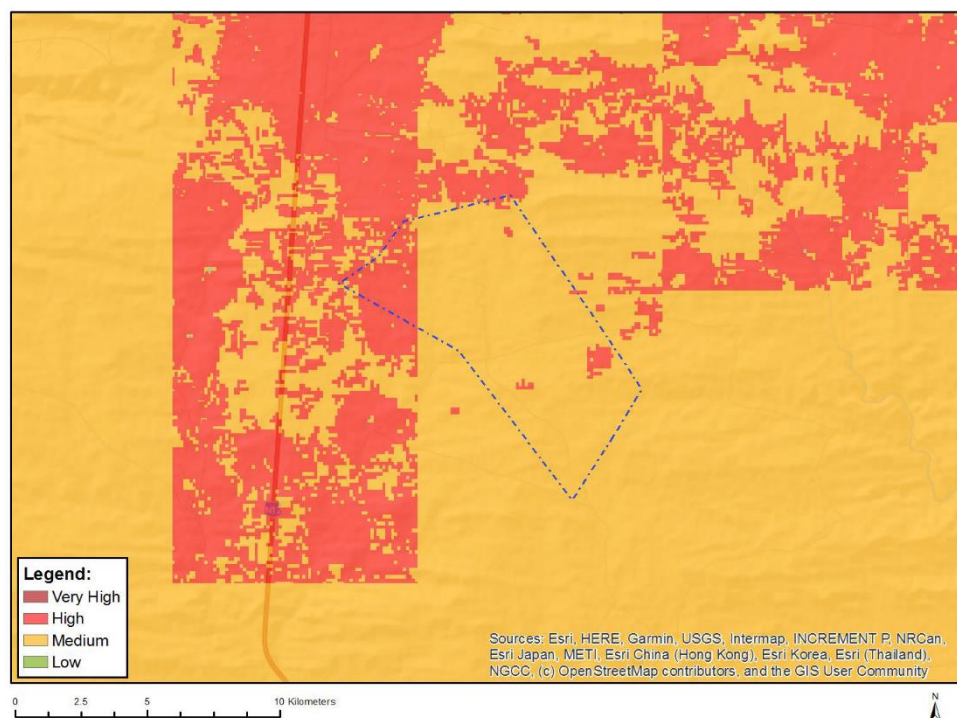 Legend:
Very High
High
Medium
Low
Sources: Esri, HERE, Garmin, USGS, Intermap, INCREMENT P, NRCan,
Esri Japan, METI, Esri China (Hong Kong), Esri Korea, Esri (Thailand),
NGCC, (c) OpenStreetMap contributors, and the GIS User Community
0 2.5 5 10 Kilometers
N